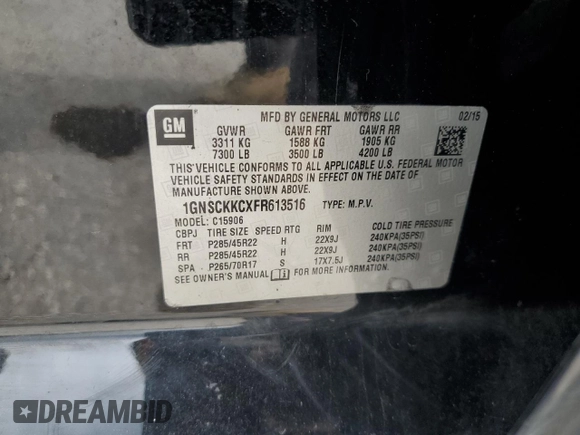 GM
MFD BY GENERAL MOTORS LLC 02/15
GVWR GAWR FRT GAWR RR
3311 KG 1588 KG 1905 KG
7300 LB 3500 LB 4200 LB
THIS VEHICLE CONFORMS TO ALL APPLICABLE U.S. FEDERAL MOTOR
VEHICLE SAFETY STANDARDS IN EFFECT ON THE DATE OF
MANUFACTURE SHOWN ABOVE.
1GNSCKKCXFR613516 TYPE: M.P.V.
MODEL: C15906
CBPJ TIRE SIZE SPEED RTG RIM COLD TIRE PRESSURE
FRT P285/45R22 H 22X9J 240KPA(35PSI)
RR P285/45R22 H 22X9J 240KPA(35PSI)
SPA P265/70R17 S 17X7.5J 240KPA(35PSI)
SEE OWNER'S MANUAL FOR MORE INFORMATION.
DREAMBID